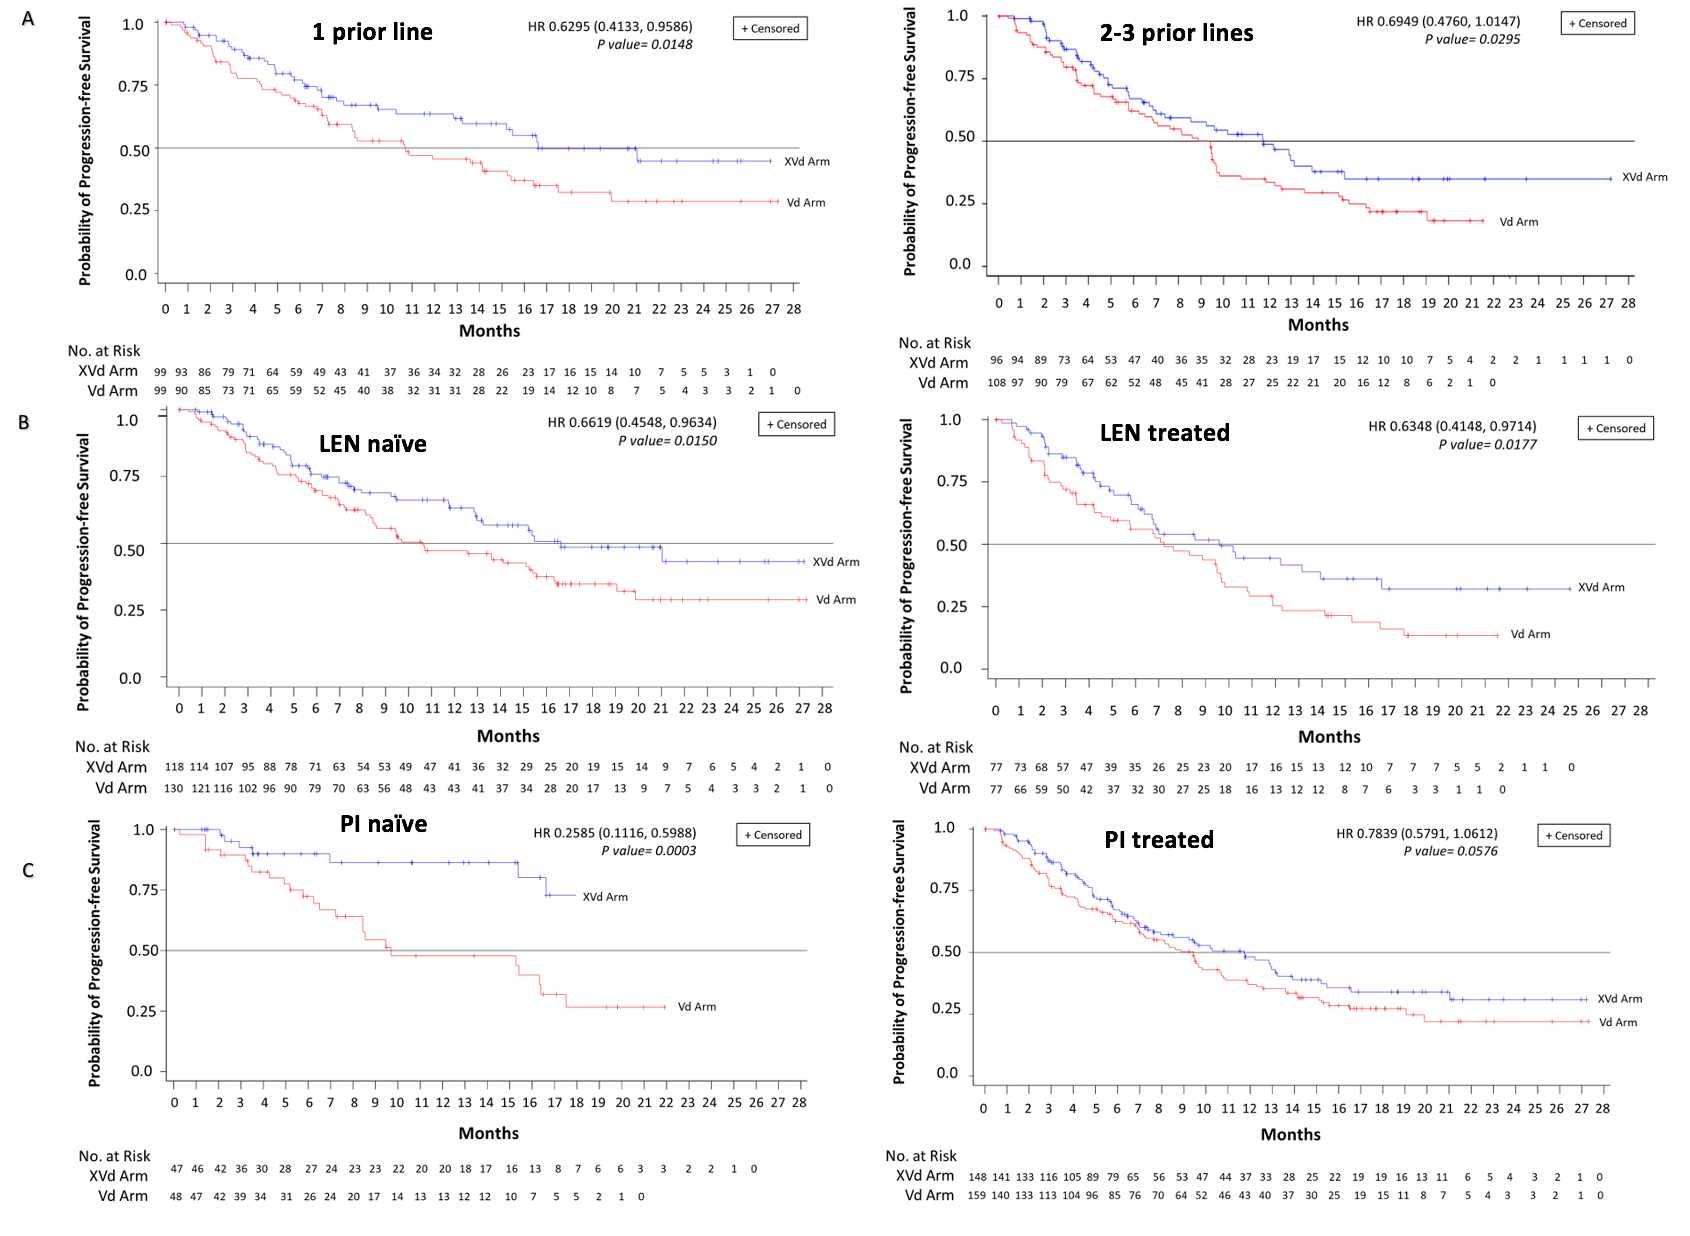 A
1 prior line
HR 0.6295 (0.4133, 0.9586)
P value= 0.0148
+ Censored
Probability of Progression-free Survival
1.0
0.75
0.50
0.25
0.0
XVd Arm
Vd Arm
0 1 2 3 4 5 6 7 8 9 10 11 12 13 14 15 16 17 18 19 20 21 22 23 24 25 26 27 28
Months
No. at Risk
XVd Arm 99 93 86 79 71 64 59 49 43 41 37 36 34 32 28 26 23 17 16 15 14 10 7 5 5 3 1 0
Vd Arm 99 90 85 73 71 65 59 52 45 40 38 32 31 31 28 22 19 14 12 10 8 7 5 4 3 3 2 1 0
2-3 prior lines
HR 0.6949 (0.4760, 1.0147)
P value= 0.0295
+ Censored
Probability of Progression-free Survival
1.0
0.75
0.50
0.25
0.0
XVd Arm
Vd Arm
0 1 2 3 4 5 6 7 8 9 10 11 12 13 14 15 16 17 18 19 20 21 22 23 24 25 26 27 28
Months
No. at Risk
XVd Arm 96 94 89 73 64 53 47 40 36 35 32 28 23 19 17 15 12 10 10 7 5 4 2 2 1 1 1 1 0
Vd Arm 108 97 90 79 67 62 52 48 45 41 28 27 25 22 21 20 16 12 8 6 2 1 0
B
LEN naïve
HR 0.6619 (0.4548, 0.9634)
P value= 0.0150
+ Censored
Probability of Progression-free Survival
1.0
0.75
0.50
0.25
0.0
XVd Arm
Vd Arm
0 1 2 3 4 5 6 7 8 9 10 11 12 13 14 15 16 17 18 19 20 21 22 23 24 25 26 27 28
Months
No. at Risk
XVd Arm 118 114 107 95 88 78 71 63 54 53 49 47 41 36 32 29 25 20 19 15 14 9 7 6 5 4 2 1 0
Vd Arm 130 121 116 102 96 90 79 70 63 56 48 43 43 41 37 34 28 20 17 13 9 7 5 4 3 3 2 1 0
LEN treated
HR 0.6348 (0.4148, 0.9714)
P value= 0.0177
+ Censored
Probability of Progression-free Survival
1.0
0.75
0.50
0.25
0.0
XVd Arm
Vd Arm
0 1 2 3 4 5 6 7 8 9 10 11 12 13 14 15 16 17 18 19 20 21 22 23 24 25 26 27 28
Months
No. at Risk
XVd Arm 77 73 68 57 47 39 35 26 25 23 20 17 16 15 13 12 10 7 7 7 5 5 2 1 1 0
Vd Arm 77 66 59 50 42 37 32 30 27 25 18 16 13 12 12 8 7 6 3 3 1 1 0
C
PI naïve
HR 0.2585 (0.1116, 0.5988)
P value= 0.0003
+ Censored
Probability of Progression-free Survival
1.0
0.75
0.50
0.25
0.0
XVd Arm
Vd Arm
0 1 2 3 4 5 6 7 8 9 10 11 12 13 14 15 16 17 18 19 20 21 22 23 24 25 26 27 28
Months
No. at Risk
XVd Arm 47 46 42 36 30 28 27 24 23 23 22 20 20 18 17 16 13 8 7 6 6 3 3 2 2 1 0
Vd Arm 48 47 42 39 34 31 26 24 20 17 14 13 13 12 12 10 7 5 5 2 1 0
PI treated
HR 0.7839 (0.5791, 1.0612)
P value= 0.0576
+ Censored
Probability of Progression-free Survival
1.0
0.75
0.50
0.25
0.0
XVd Arm
Vd Arm
0 1 2 3 4 5 6 7 8 9 10 11 12 13 14 15 16 17 18 19 20 21 22 23 24 25 26 27 28
Months
No. at Risk
XVd Arm 148 141 133 116 105 89 79 65 56 53 47 44 37 33 28 25 22 19 19 16 13 11 6 5 4 3 2 1 0
Vd Arm 159 140 133 113 104 96 85 76 70 64 52 46 43 40 37 30 25 19 15 11 8 7 5 4 3 3 2 1 0